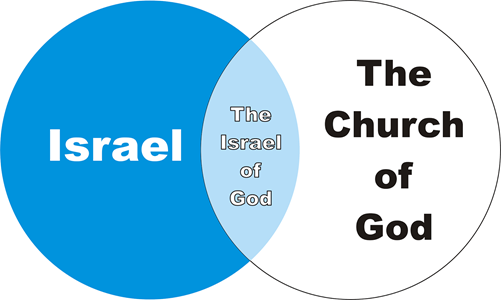 Israel
The
Israel
of
God
The
Church
of
God